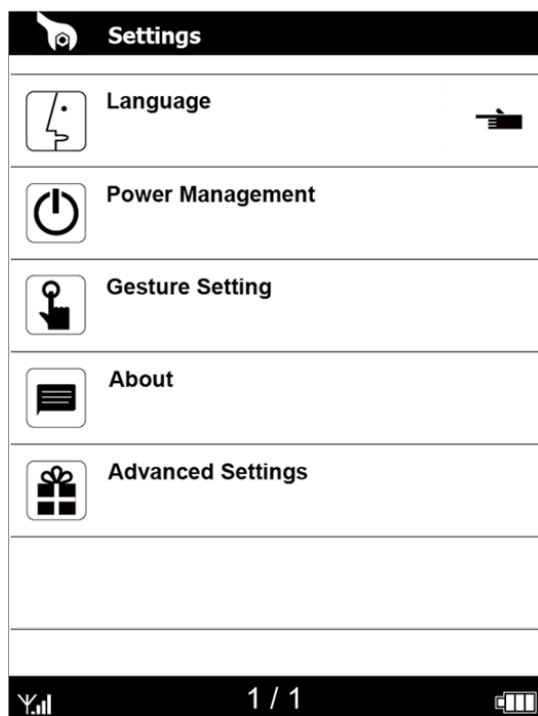 Settings
Language
Power Management
Gesture Setting
About
Advanced Settings
1 / 1